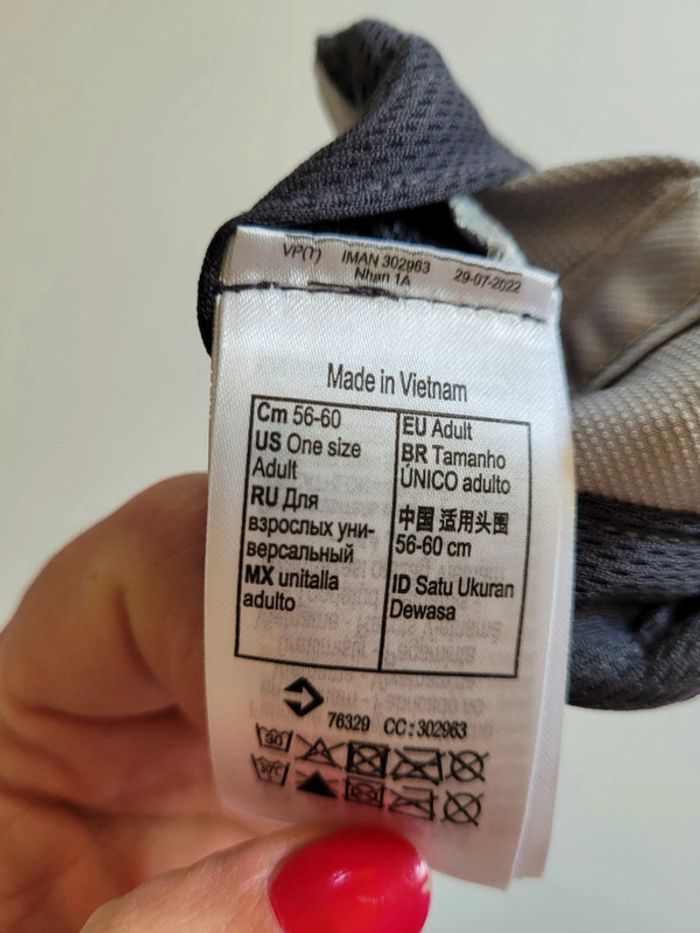 VP(T) IMAN 302963 29-07-2022
Nhan 1A
Made in Vietnam
Cm 56-60
US One size
Adult
RU Для
взрослых уни-
версальный
MX unitalla
adulto
EU Adult
BR Tamanho
ÚNICO adulto
中国 适用头围
56-60 cm
ID Satu Ukuran
Dewasa
76329 CC:302963
30
30°C